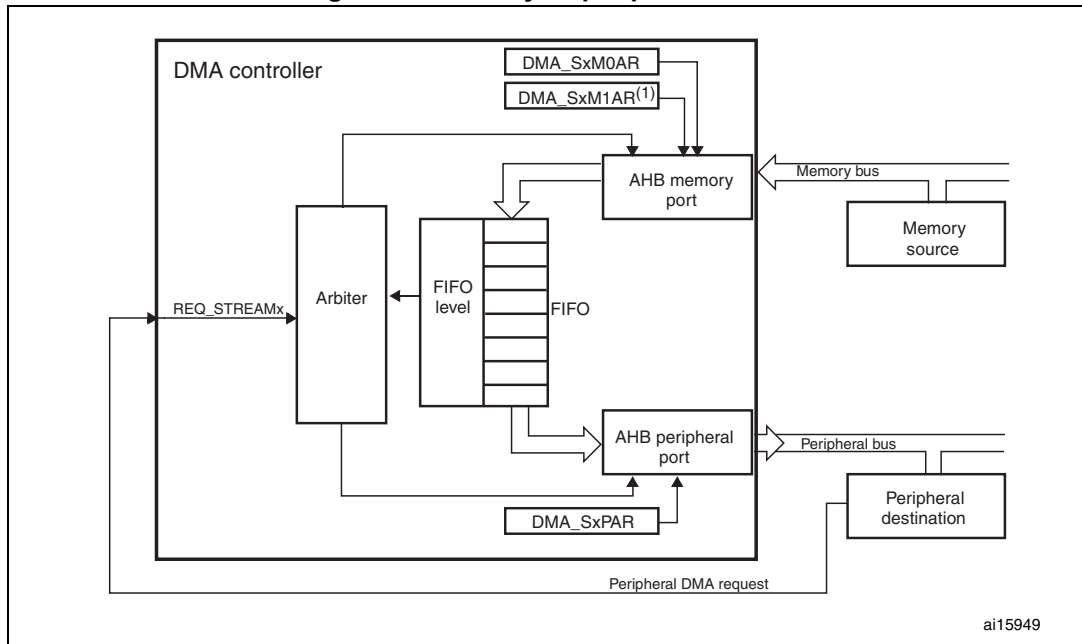 DMA controller
DMA_SxM0AR
DMA_SxM1AR(1)
AHB memory
port
Memory bus
Memory
source
Arbiter
FIFO
level
FIFO
REQ_STREAMx
AHB peripheral
port
Peripheral bus
DMA_SxPAR
Peripheral
destination
Peripheral DMA request
ai15949